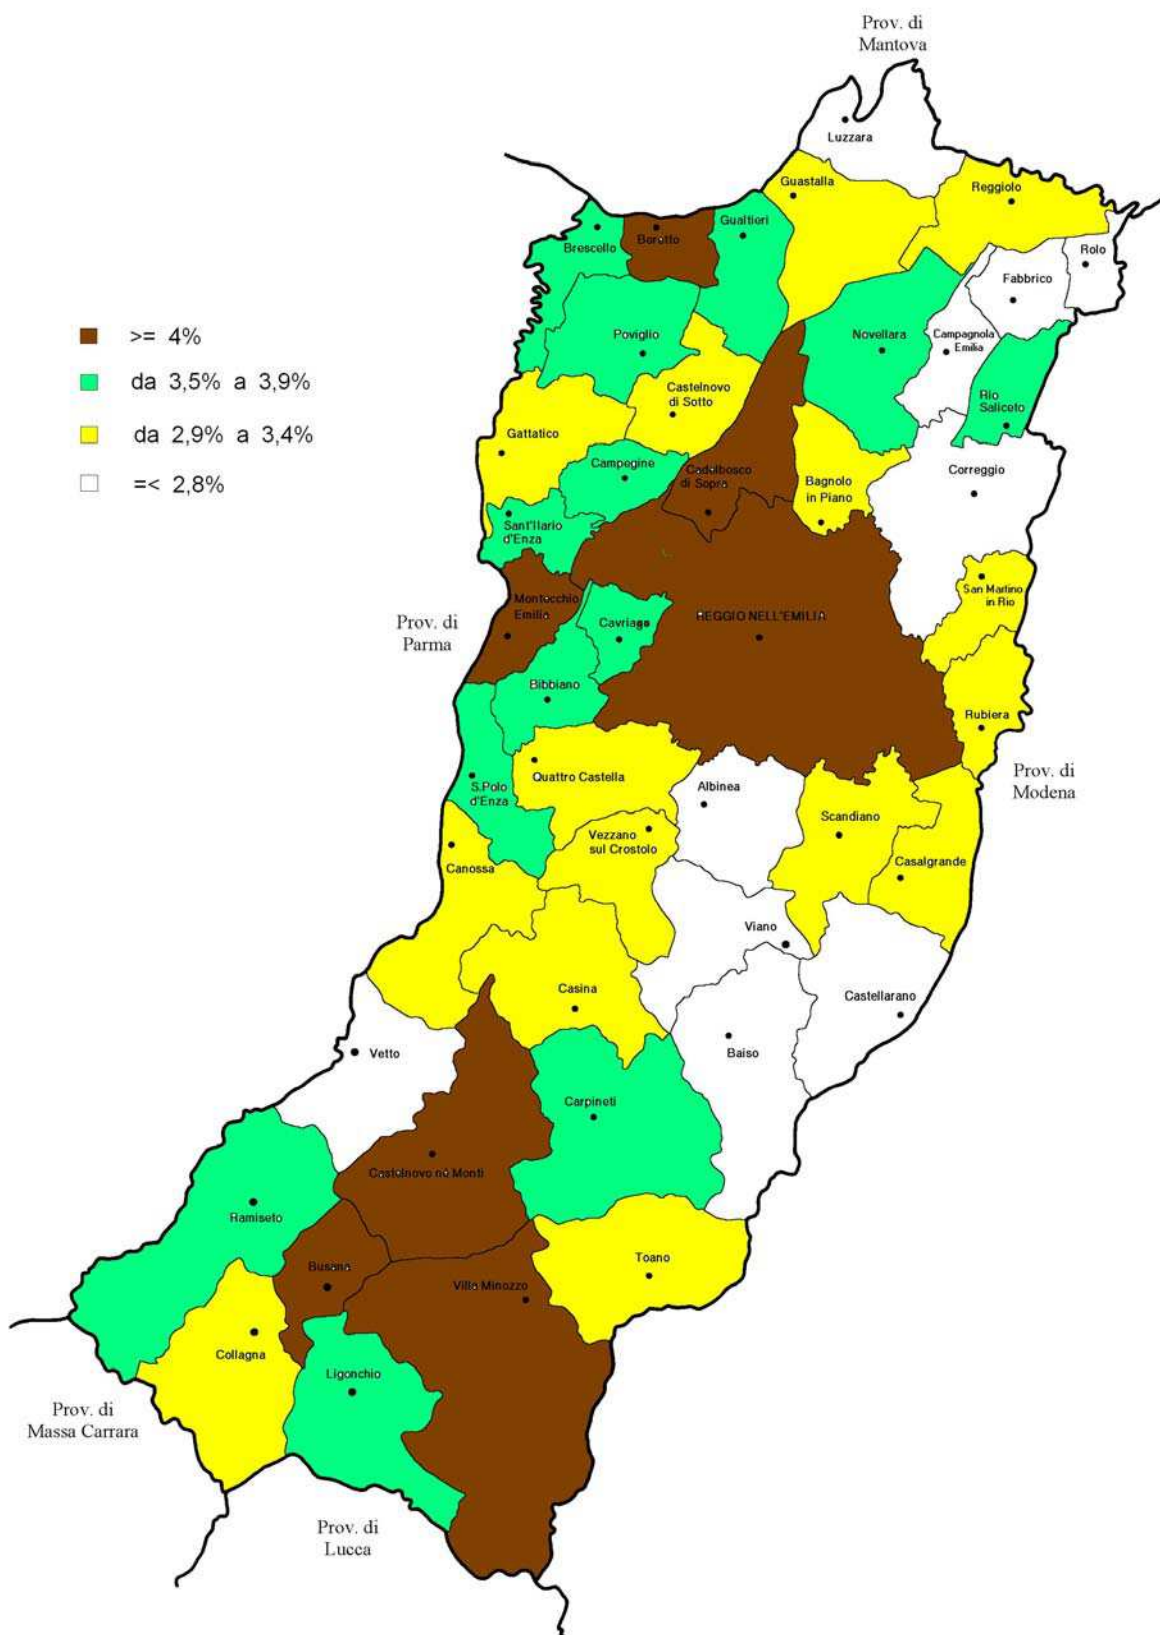 Prov. di
Mantova
Luzzara
Guastalla
Reggiolo
Brescello
Boretto
Gualtieri
Rolo
Fabbrico
Poviglio
Novellara
Campagnola
Emilia
>= 4%
da 3,5% a 3,9%
da 2,9% a 3,4%
=< 2,8%
Castelnovo
di Sotto
Rio
Saliceto
Gattatico
Campegine
Cadelbosco
di Sopra
Bagnolo
in Piano
Correggio
Sant'Ilario
d'Enza
San Martino
in Rio
Montecchio
Emilia
Prov. di
Parma
Cavriago
REGGIO NELL'EMILIA
Bibbiano
Rubiera
Quattro Castella
S.Polo
d'Enza
Albinea
Prov. di
Modena
Scandiano
Vezzano
sul Crostolo
Canossa
Casalgrande
Viano
Casina
Castellarano
Vetto
Baiso
Carpineti
Castelnovo ne Monti
Ramiseto
Busana
Villa Minozzo
Toano
Collagna
Ligonchio
Prov. di
Massa Carrara
Prov. di
Lucca